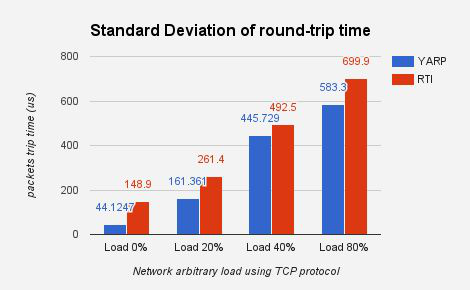 Standard Deviation of round-trip time
800
600
400
200
0
packets trip time (us)
44.1247
148.9
161.361
261.4
445.729
492.5
583.3
699.9
YARP
RTI
Load 0%
Load 20%
Load 40%
Load 80%
Network arbitrary load using TCP protocol